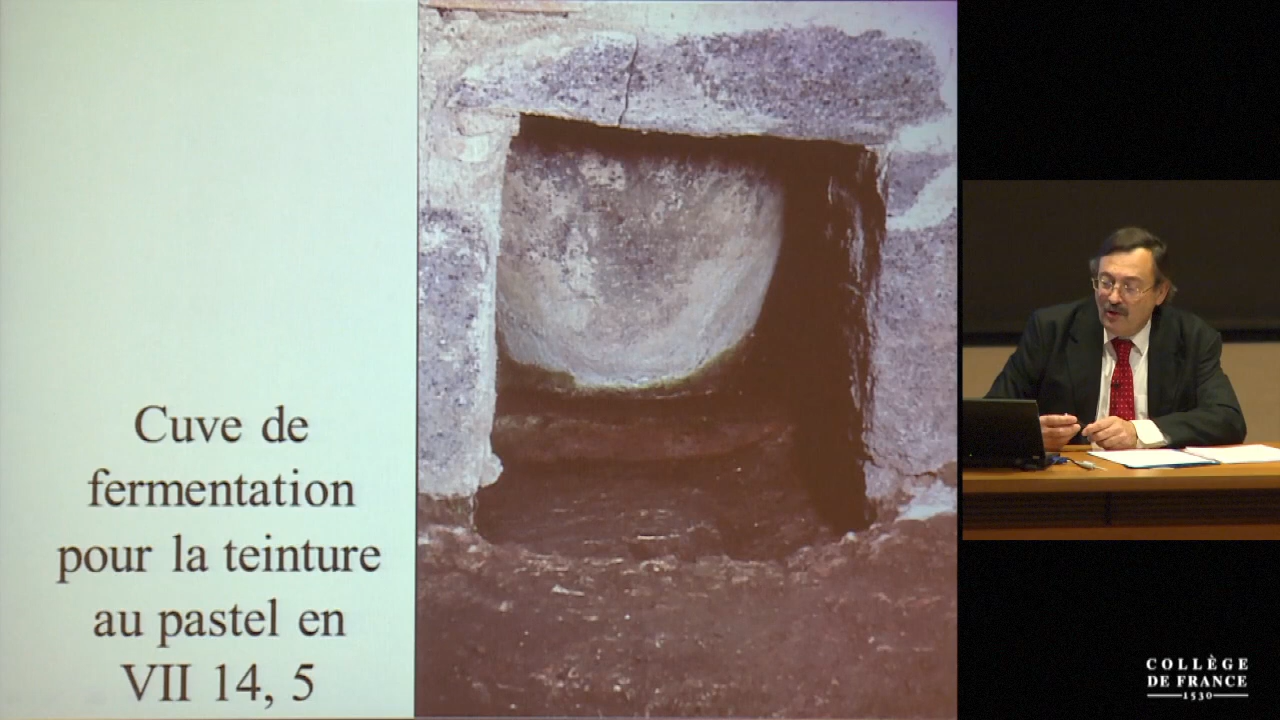 Cuve de
fermentation
pour la teinture
au pastel en
VII 14, 5
COLLÈGE
DE FRANCE
1530